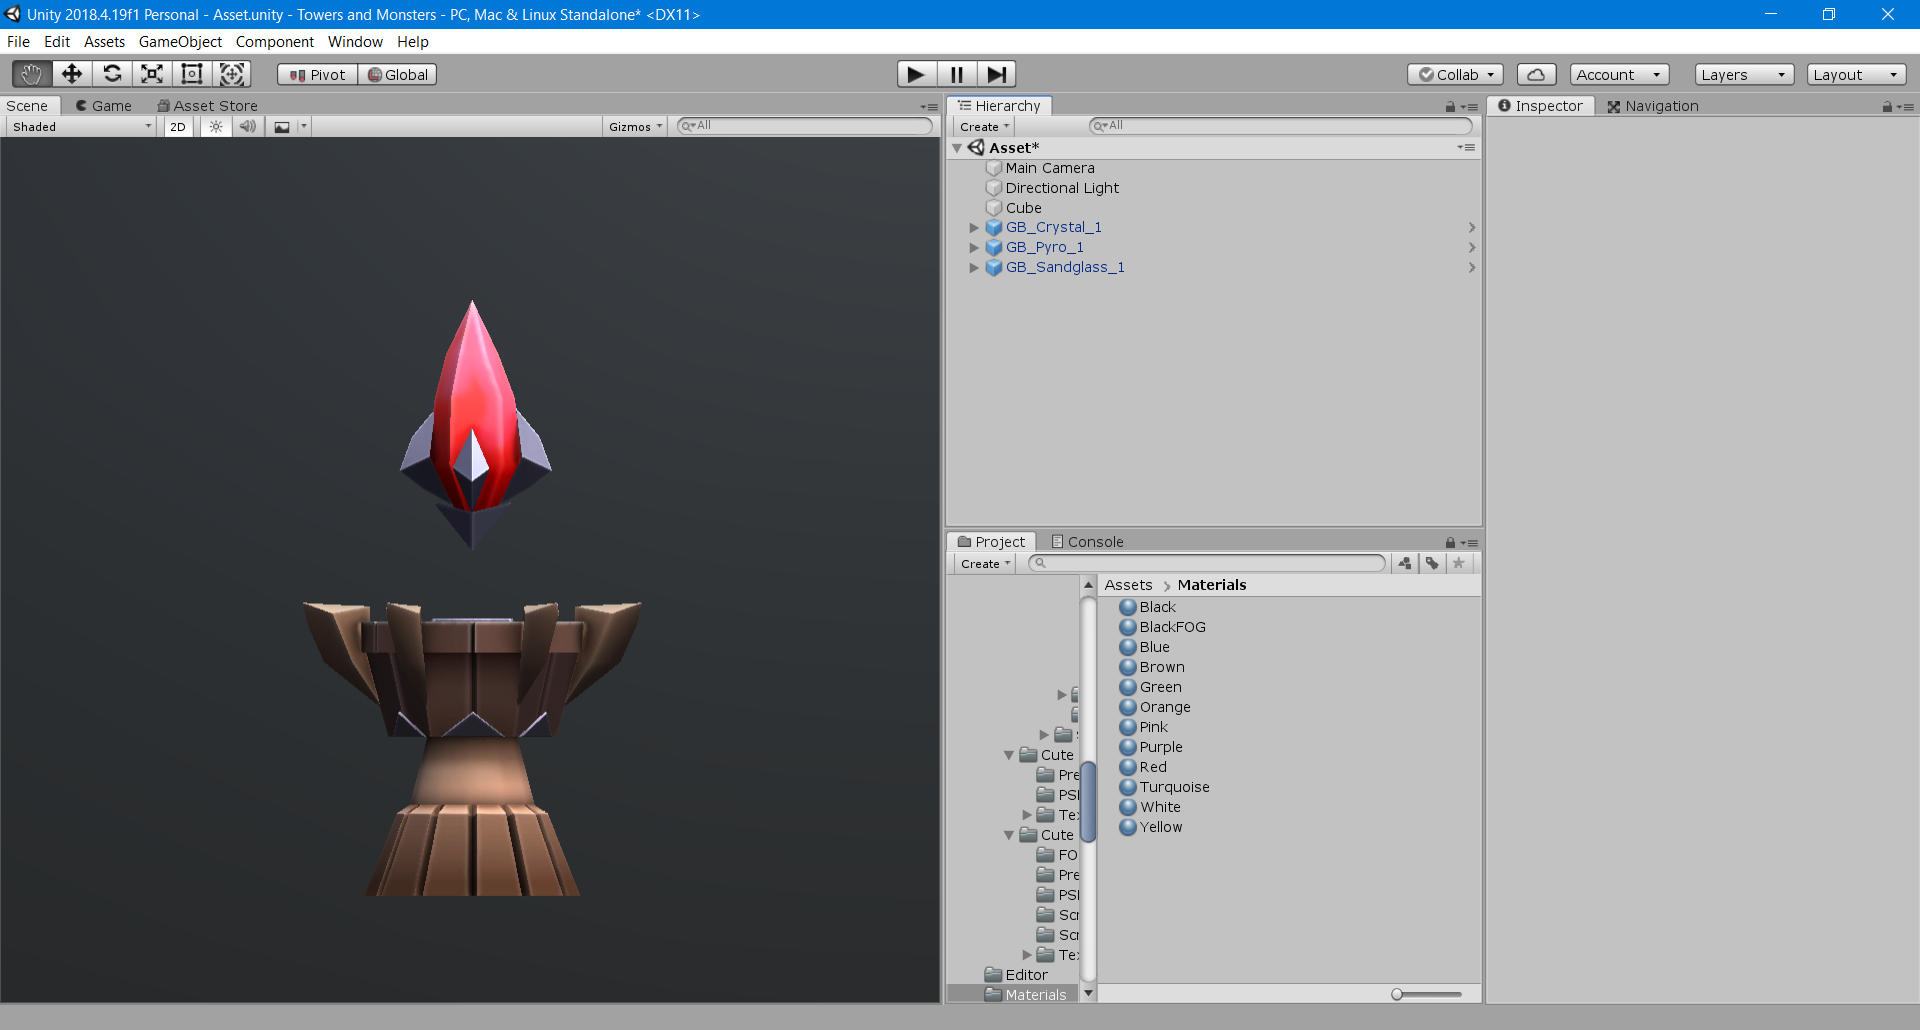 Unity 2018.4.19f1 Personal - Asset.unity - Towers and Monsters - PC, Mac & Linux Standalone* <DX11>
File Edit Assets GameObject Component Window Help
Pivot Global Collab Account Layers Layout
Scene Game Asset Store
Shaded 2D Gizmos All
Hierarchy
Create All
Asset*
Main Camera
Directional Light
Cube
GB_Crystal_1
GB_Pyro_1
GB_Sandglass_1
Project Console
Create
Cute
Pre
PSI
Te
Cute
FO
Pre
PSI
Scr
Scr
Te
Editor
Materials
Assets > Materials
Black
BlackFOG
Blue
Brown
Green
Orange
Pink
Purple
Red
Turquoise
White
Yellow
Inspector Navigation